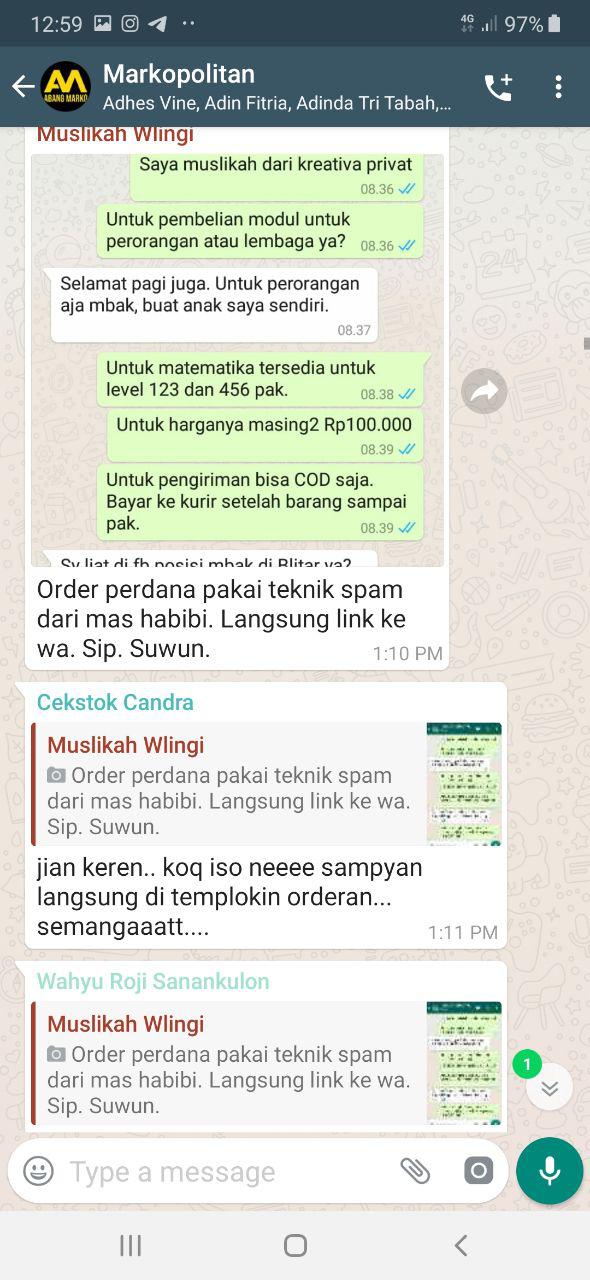 12:59
4G
97%
ABANG MARKO
Markopolitan
Adhes Vine, Adin Fitria, Adinda Tri Tabah,...
Muslikah Wlingi
Saya muslikah dari kreativa privat
08.36
Untuk pembelian modul untuk
perorangan atau lembaga ya? 08.36
Selamat pagi juga. Untuk perorangan
aja mbak, buat anak saya sendiri.
08.37
Untuk matematika tersedia untuk
level 123 dan 456 pak. 08.38
Untuk harganya masing2 Rp100.000
08.39
Untuk pengiriman bisa COD saja.
Bayar ke kurir setelah barang sampai
pak. 08.39
Sy liat di fb posisi mbak di Blitar ya?
Order perdana pakai teknik spam
dari mas habibi. Langsung link ke
wa. Sip. Suwun. 1:10 PM
Cekstok Candra
Muslikah Wlingi
Order perdana pakai teknik spam
dari mas habibi. Langsung link ke wa.
Sip. Suwun.
jian keren.. koq iso neeee sampyan
langsung di templokin orderan...
semangaaatt.... 1:11 PM
Wahyu Roji Sanankulon
Muslikah Wlingi
Order perdana pakai teknik spam
dari mas habibi. Langsung link ke wa.
Sip. Suwun.
1
Type a message